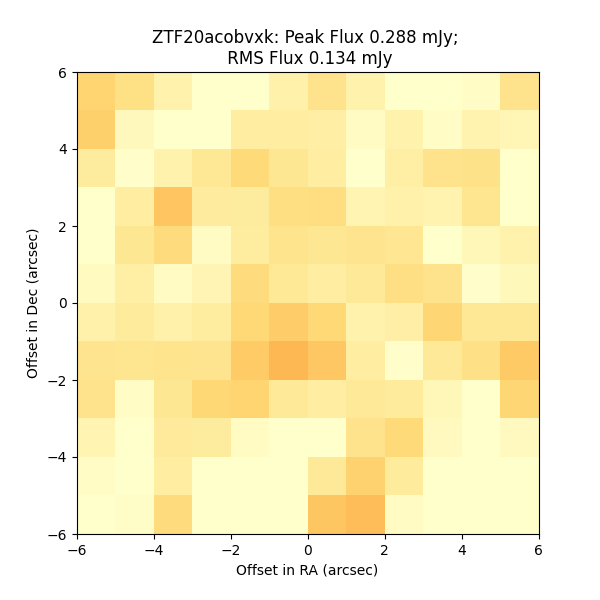 ZTF20acobvxk: Peak Flux 0.288 mJy;
RMS Flux 0.134 mJy
6
4
2
0
−2
−4
−6
Offset in Dec (arcsec)
−6 −4 −2 0 2 4 6
Offset in RA (arcsec)